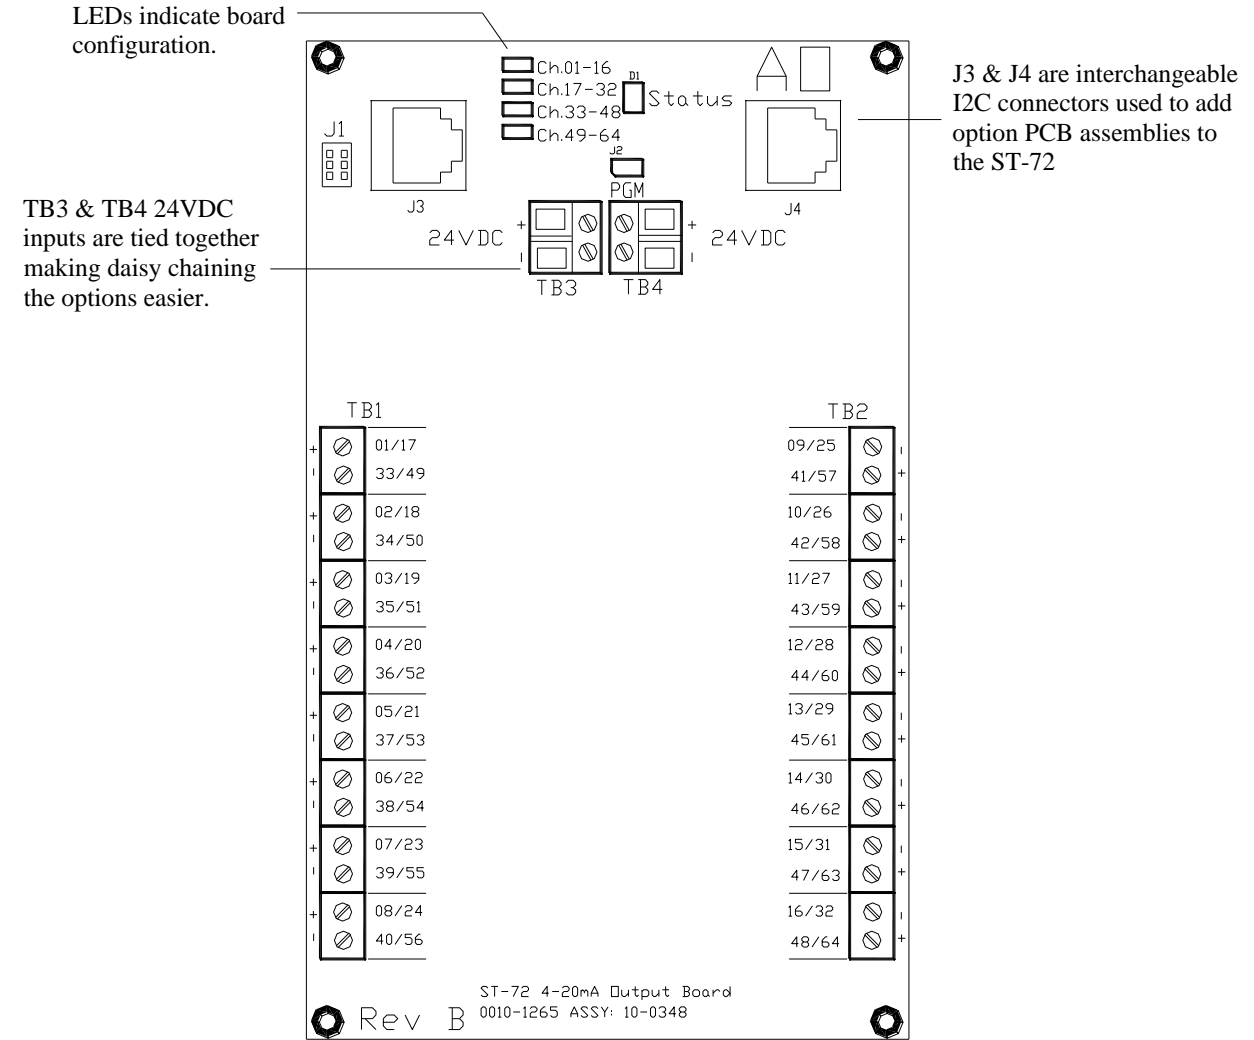 LEDs indicate board
configuration.
Ch.01-16
Ch.17-32
Ch.33-48
Ch.49-64
D1
Status
J1
J2
PGM
J3
J4
J3 & J4 are interchangeable
I2C connectors used to add
option PCB assemblies to
the ST-72
TB3 & TB4 24VDC
inputs are tied together
making daisy chaining
the options easier.
24VDC + -
+ - 24VDC
TB3 TB4
TB1
+ 01/17
- 33/49
+ 02/18
- 34/50
+ 03/19
- 35/51
+ 04/20
- 36/52
+ 05/21
- 37/53
+ 06/22
- 38/54
+ 07/23
- 39/55
+ 08/24
- 40/56
TB2
09/25 -
41/57 +
10/26 -
42/58 +
11/27 -
43/59 +
12/28 -
44/60 +
13/29 -
45/61 +
14/30 -
46/62 +
15/31 -
47/63 +
16/32 -
48/64 +
ST-72 4-20mA Output Board
0010-1265 ASSY: 10-0348
Rev B